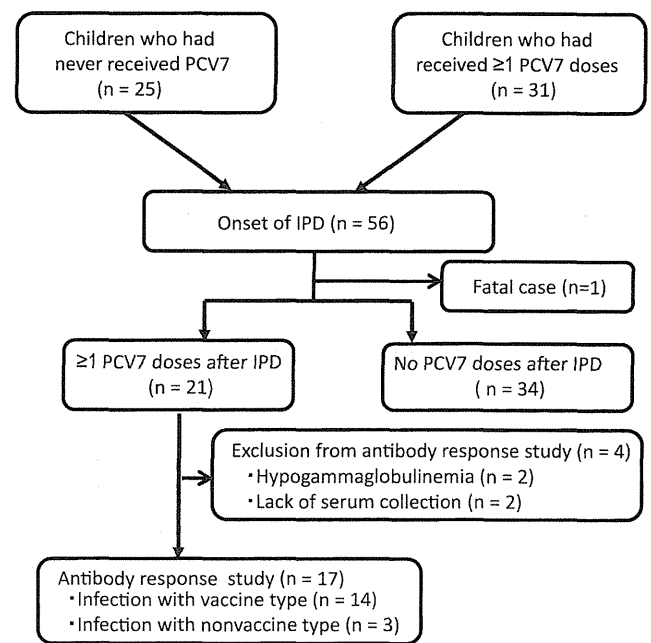 Children who had
never received PCV7
(n = 25)
Children who had
received ≥1 PCV7 doses
(n = 31)
Onset of IPD (n = 56)
Fatal case (n=1)
≥1 PCV7 doses after IPD
(n = 21)
No PCV7 doses after IPD
( n = 34)
Exclusion from antibody response study (n = 4)
・Hypogammaglobulinemia (n = 2)
・Lack of serum collection (n = 2)
Antibody response study (n = 17)
・Infection with vaccine type (n = 14)
・Infection with nonvaccine type (n = 3)